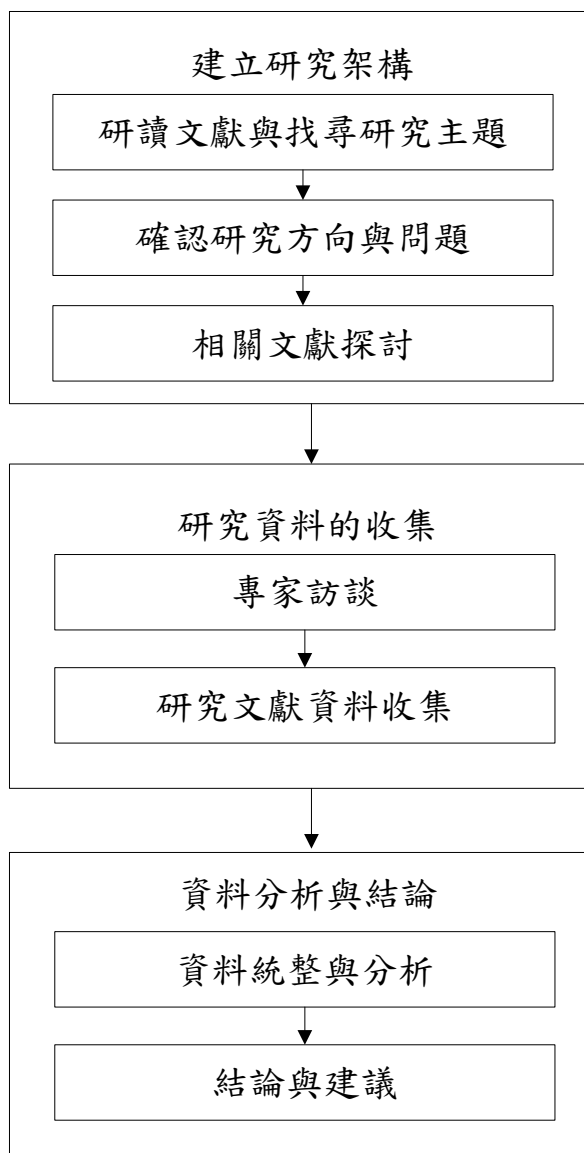 建立研究架構
研讀文獻與找尋研究主題
確認研究方向與問題
相關文獻探討
研究資料的收集
專家訪談
研究文獻資料收集
資料分析與結論
資料統整與分析
結論與建議